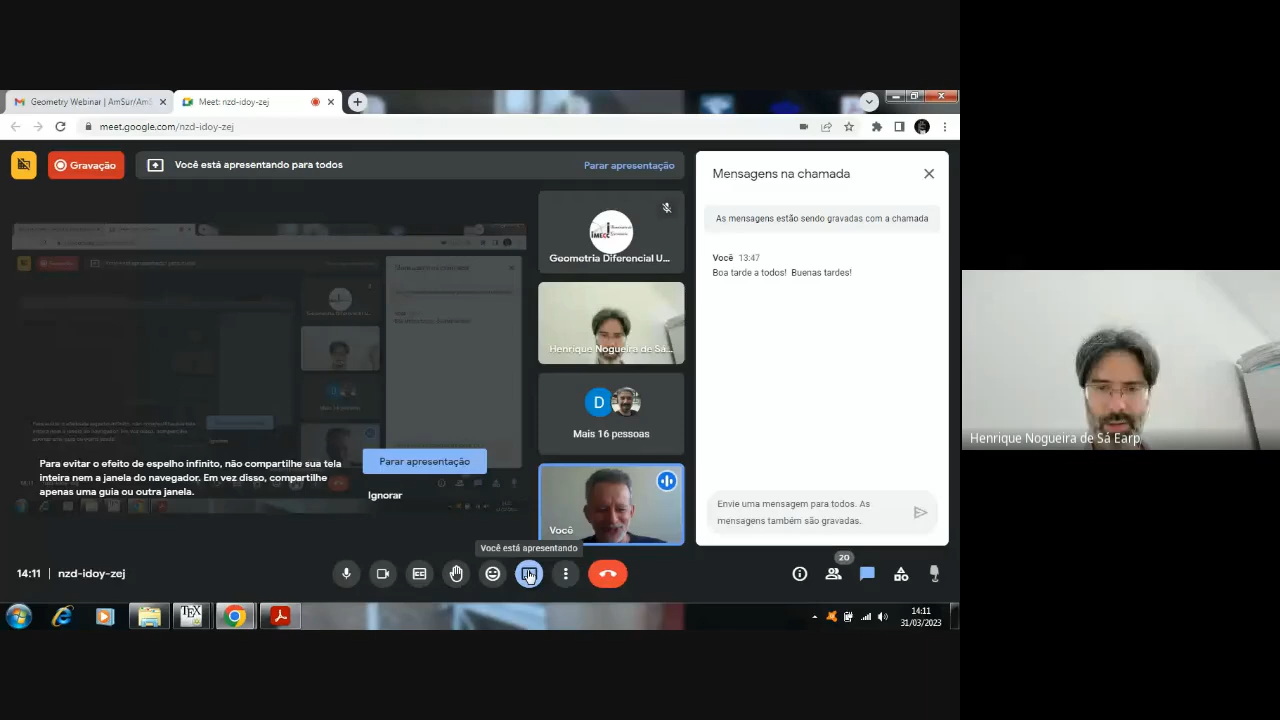 Geometry Webinar | AmSur/Am
Meet: nzd-idoy-zej
meet.google.com/nzd-idoy-zej
Gravação
Você está apresentando para todos
Parar apresentação
IMECC
Geometria Diferencial U...
Henrique Nogueira de Sá...
D
Mais 16 pessoas
Você
Para evitar o efeito de espelho infinito, não compartilhe sua tela
inteira nem a janela do navegador. Em vez disso, compartilhe
apenas uma guia ou outra janela.
Parar apresentação
Ignorar
Você está apresentando
Mensagens na chamada
As mensagens estão sendo gravadas com a chamada
Você 13:47
Boa tarde a todos! Buenas tardes!
Envie uma mensagem para todos. As
mensagens também são gravadas.
14:11 nzd-idoy-zej
20
TEX
14:11
31/03/2023
Henrique Nogueira de Sá Earp